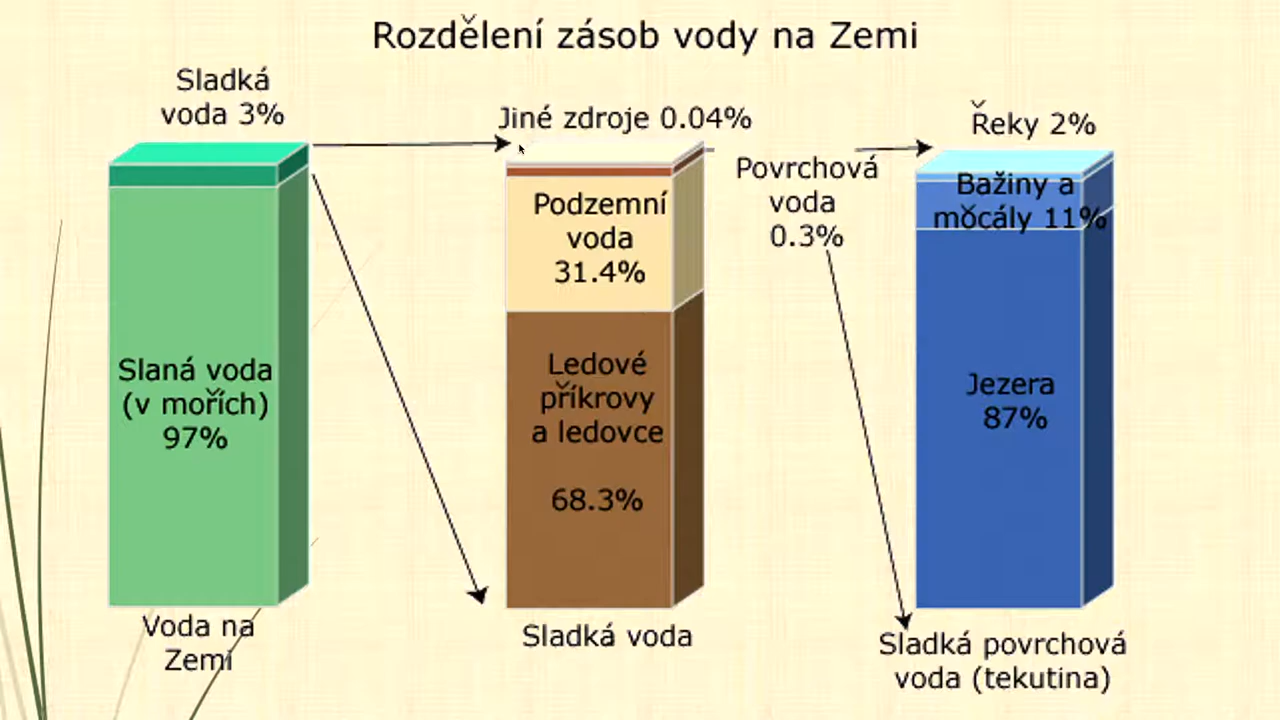 Rozdělení zásob vody na Zemi
Sladká
voda 3%
Slaná voda
(v mořích)
97%
Voda na
Zemi
Jiné zdroje 0.04%
Podzemní
voda
31.4%
Ledové
příkrovy
a ledovce
68.3%
Sladká voda
Povrchová
voda
0.3%
Řeky 2%
Bažiny a
močály 11%
Jezera
87%
Sladká povrchová
voda (tekutina)